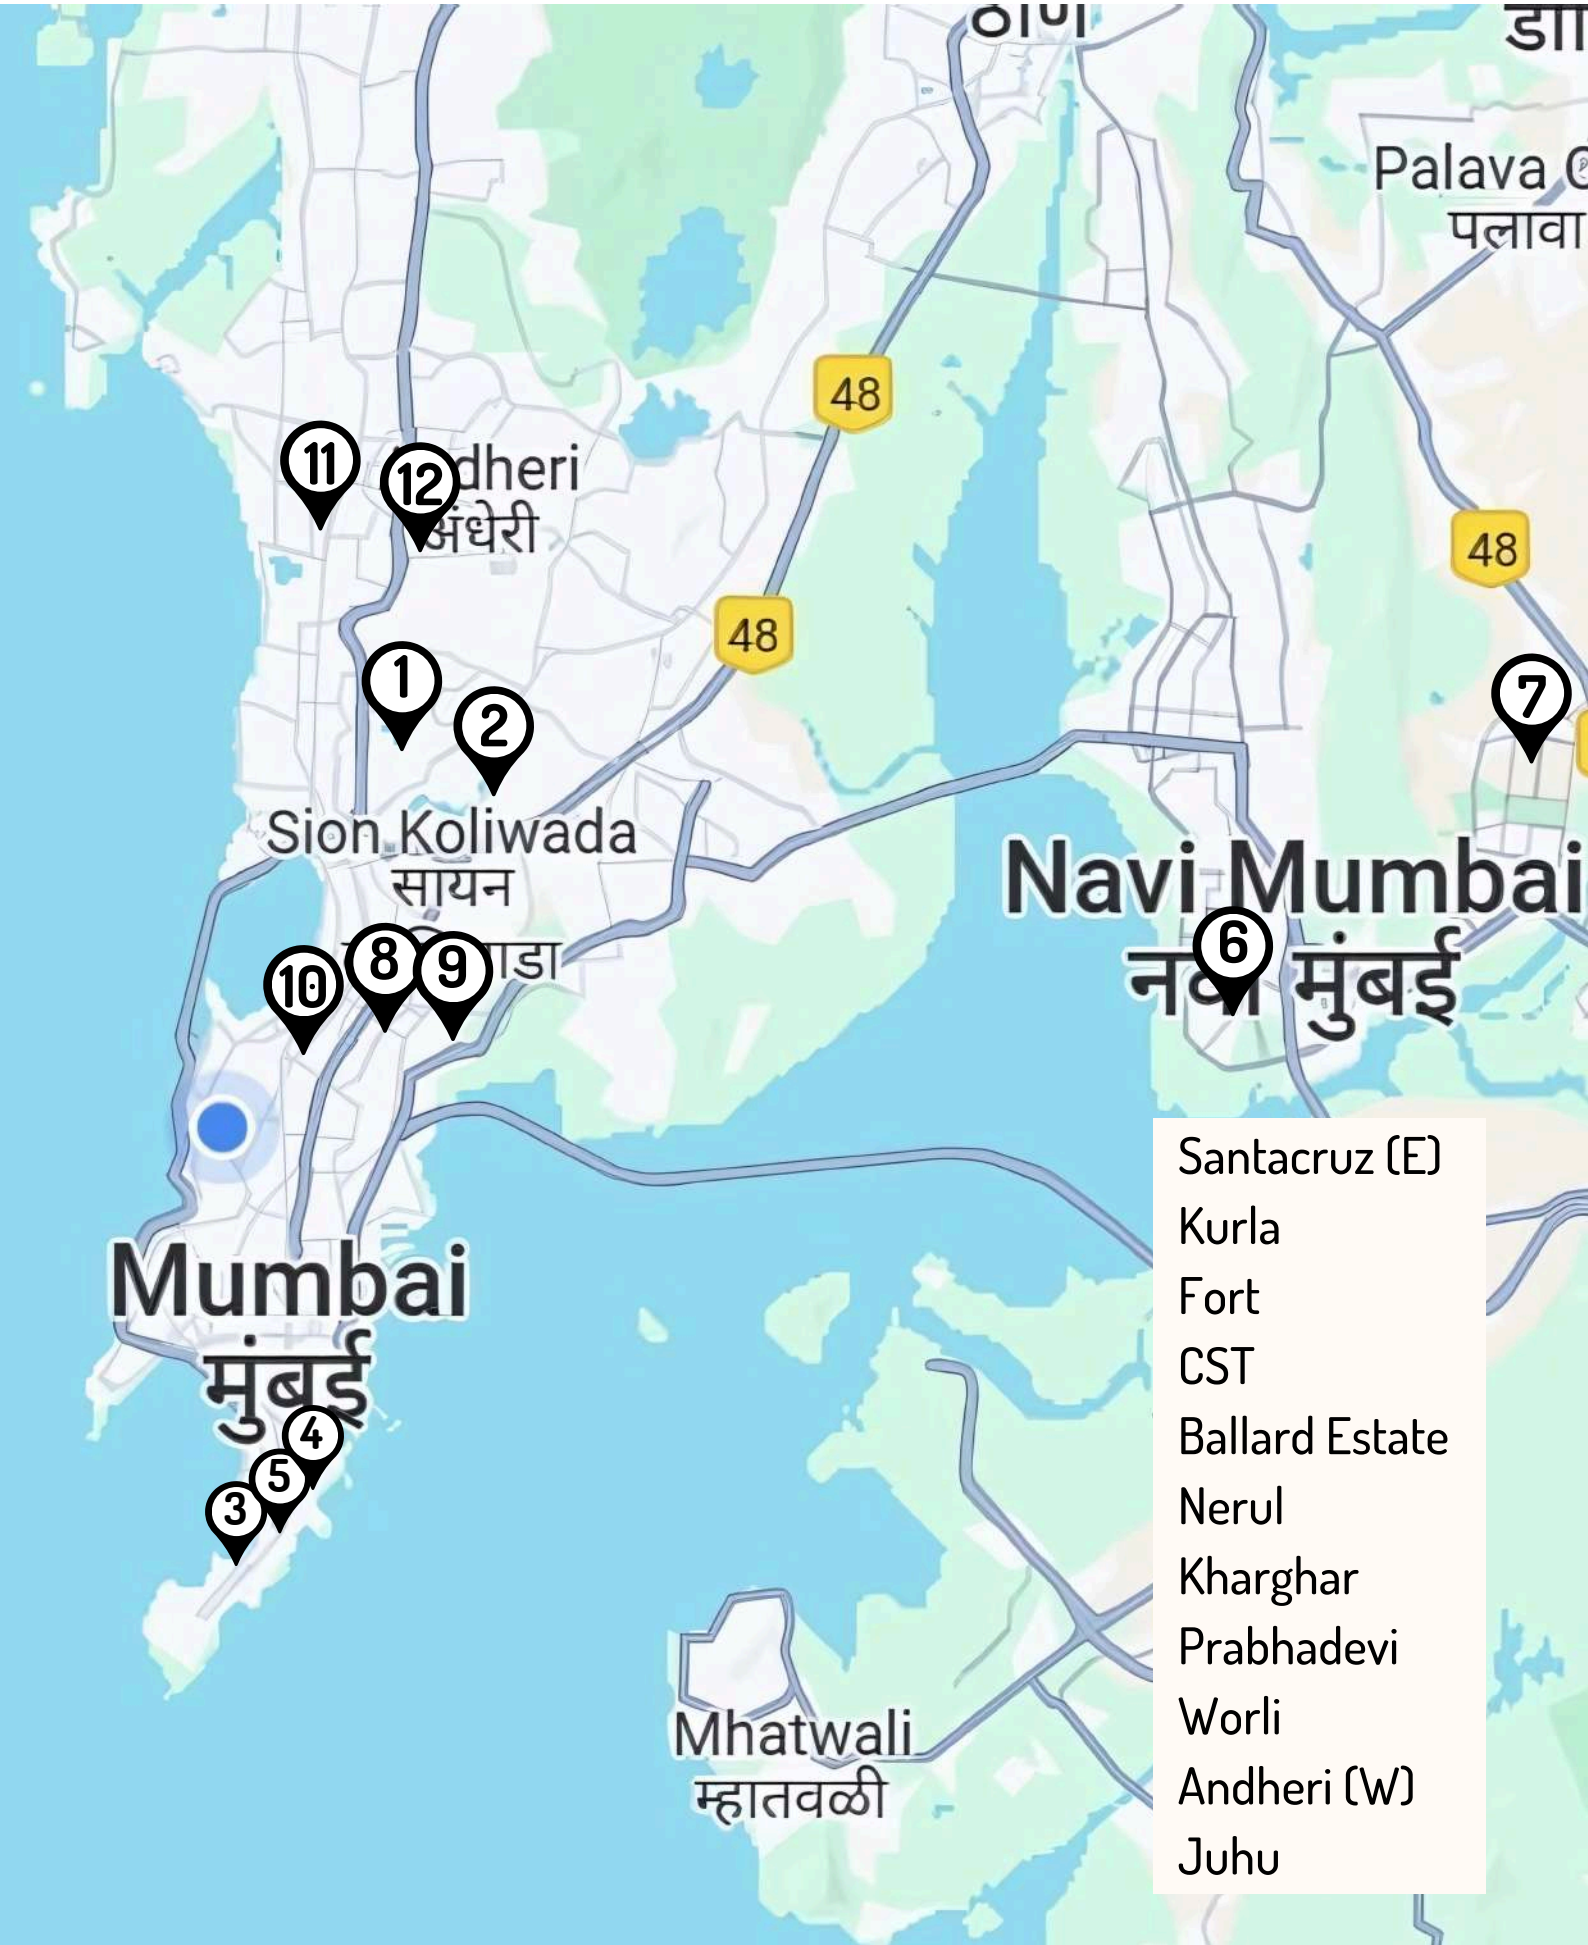 ठाणे
डों
Palava C
पलावा
48
11
12
dheri
अंधेरी
48
48
1
2
7
Sion Koliwada
सायन
ाडा
Navi Mumbai
नवी मुंबई
6
8
9
10
Santacruz (E)
Kurla
Fort
CST
Ballard Estate
Nerul
Kharghar
Prabhadevi
Worli
Andheri (W)
Juhu
Mumbai
मुंबई
4
5
3
Mhatwali
म्हातवळी